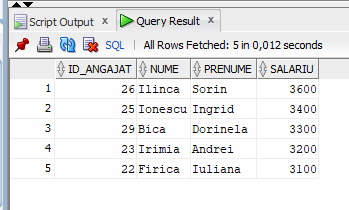 Script Output x Query Result x
SQL | All Rows Fetched: 5 in 0,012 seconds
ID_ANGAJAT NUME PRENUME SALARIU
1 26 Ilinca Sorin 3600
2 25 Ionescu Ingrid 3400
3 29 Bica Dorinela 3300
4 23 Irimia Andrei 3200
5 22 Firica Iuliana 3100